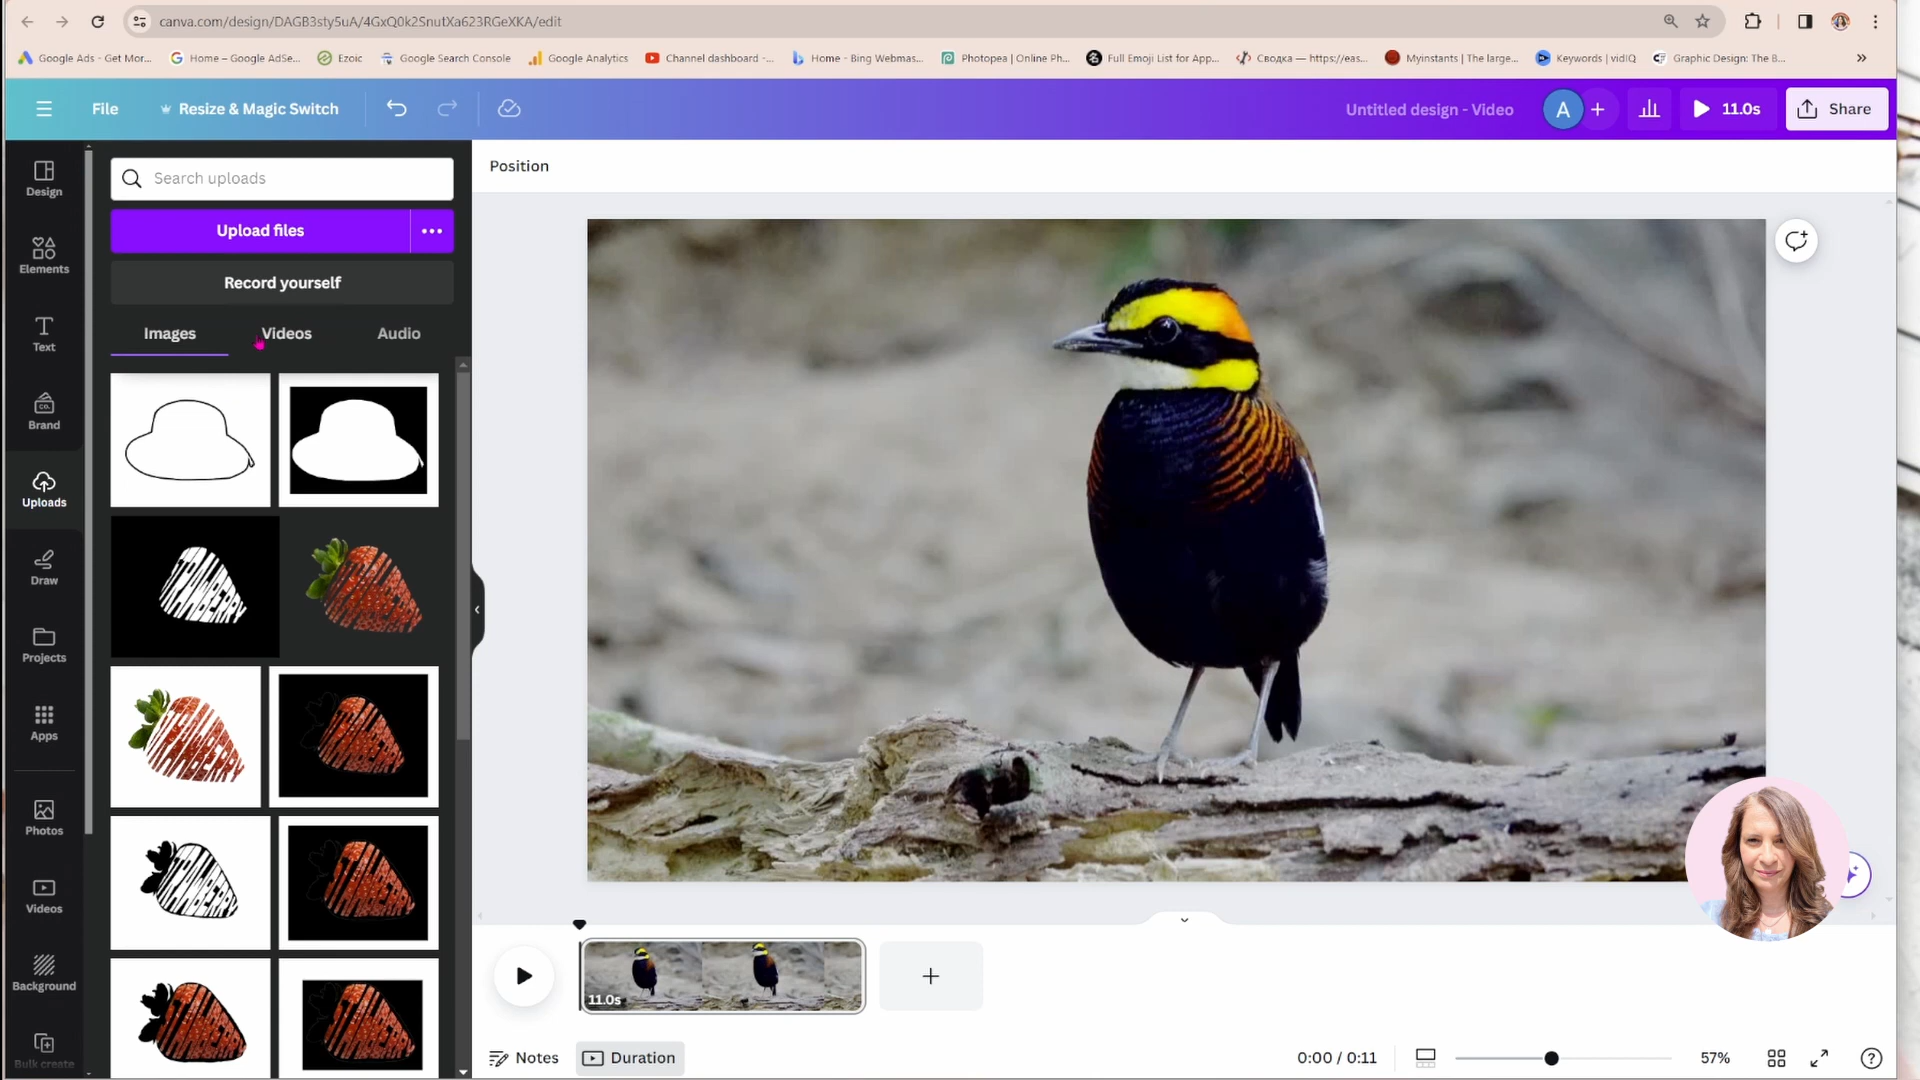 canva.com/design/DAGB3sty5uA/4GxQ0k2SnutXa623RGeXKA/edit
Google Ads - Get Mor...
Home – Google AdSe...
Ezoic
Google Search Console
Google Analytics
Channel dashboard -...
Home - Bing Webmas...
Photopea | Online Ph...
Full Emoji List for App...
Сводка — https://eas...
Myinstants | The large...
Keywords | vidIQ
Graphic Design: The B...
File
Resize & Magic Switch
Untitled design - Video
A
11.0s
Share
Design
Elements
Text
Brand
Uploads
Draw
Projects
Apps
Photos
Videos
Background
Bulk create
Search uploads
Upload files
Record yourself
Images
Videos
Audio
Position
11.0s
Notes
Duration
0:00 / 0:11
57%